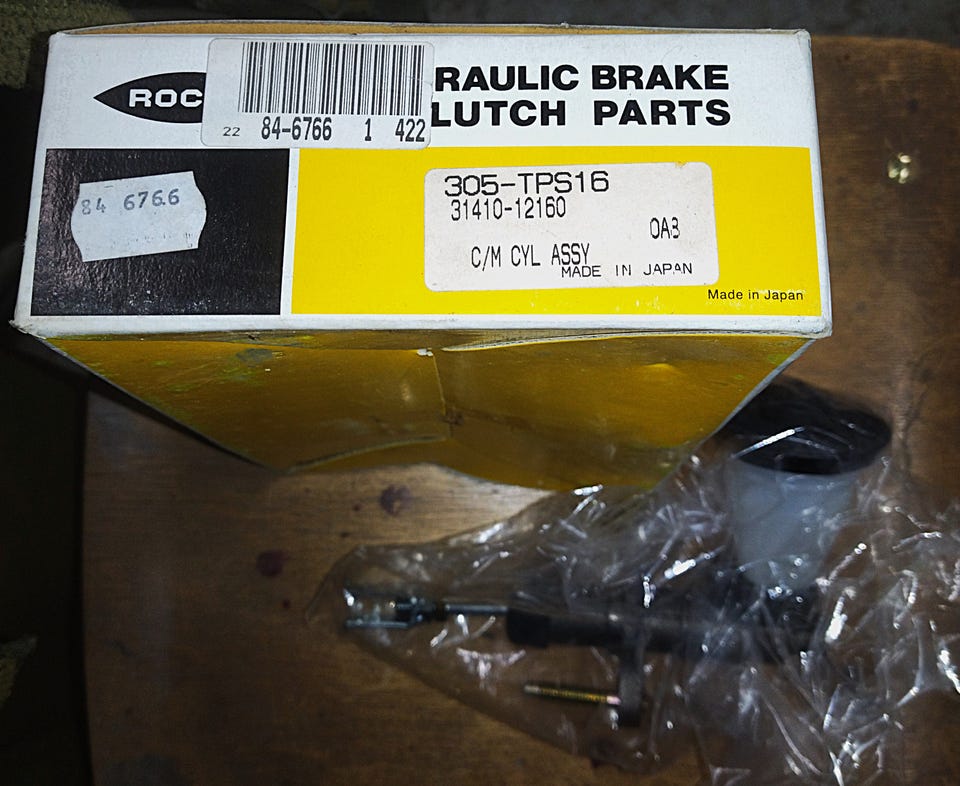 ROC
RAULIC BRAKE
LUTCH PARTS
22 84-6766 1 422
84 6766
305-TPS16
31410-12160
0A3
C/M CYL ASSY
MADE IN JAPAN
Made in Japan